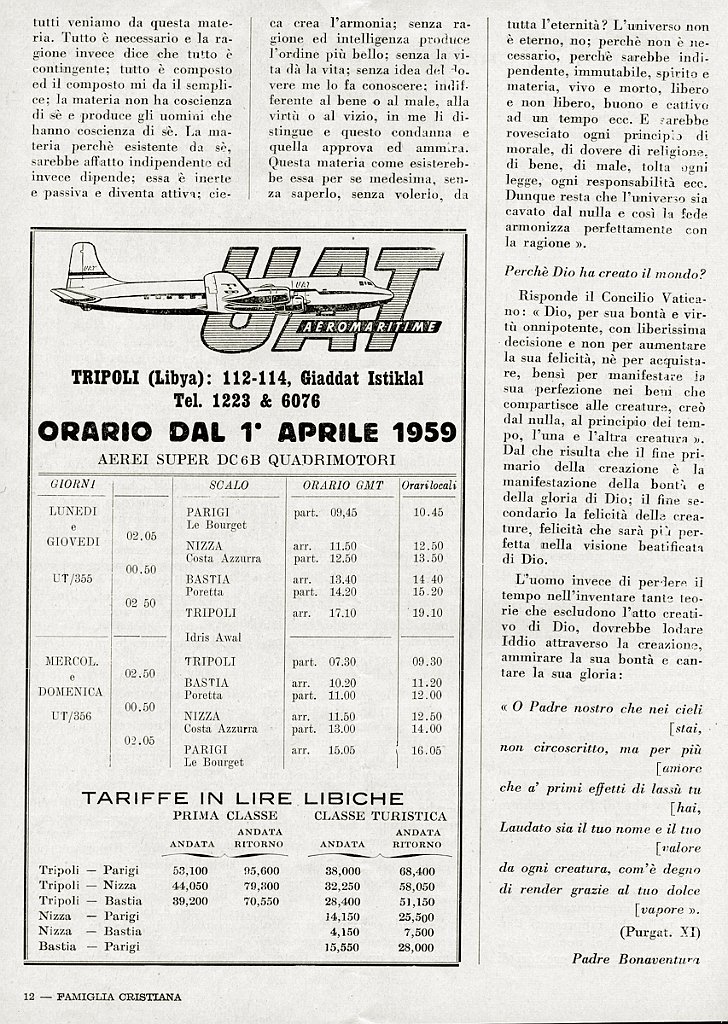 tutti veniamo da questa mate-
ria. Tutto è necessario e la ra-
gione invece dice che tutto è
contingente; tutto è composto
ed il composto mi da il sempli-
ce; la materia non ha coscienza
di sè e produce gli uomini che
hanno coscienza di sè. La ma-
teria perchè esistente da sè,
sarebbe affatto indipendente ed
invece dipende; essa è inerte
e passiva e diventa attiva; cie-
ca crea l'armonia; senza ra-
gione ed intelligenza produce
l'ordine più bello; senza la vi-
ta dà la vita; senza idea del do-
vere me lo fa conoscere; indif-
ferente al bene o al male, alla
virtù o al vizio, in me li di-
stingue e questo condanna e
quella approva ed ammira.
Questa materia come esistereb-
be essa per se medesima, sen-
za saperlo, senza volerlo, da
tutta l'eternità? L'universo non
è eterno, no; perchè non è ne-
cessario, perchè sarebbe indi-
pendente, immutabile, spirito e
materia, vivo e morto, libero
e non libero, buono e cattivo
ad un tempo ecc. E sarebbe
rovesciato ogni principio di
morale, di dovere di religione,
di bene, di male, tolta ogni
legge, ogni responsabilità ecc.
Dunque resta che l'universo sia
cavato dal nulla e così la fede
armonizza perfettamente con
la ragione ».
Perchè Dio ha creato il mondo?
Risponde il Concilio Vatica-
no: « Dio, per sua bontà e vir-
tù onnipotente, con liberissima
decisione e non per aumentare
la sua felicità, nè per acquista-
re, bensì per manifestare la
sua perfezione nei beni che
compartisce alle creature, creò
dal nulla, al principio dei tem-
po, l'una e l'altra creatura ».
Dal che risulta che il fine pri-
mario della creazione è la
manifestazione della bontà e
della gloria di Dio; il fine se-
condario la felicità delle crea-
ture, felicità che sarà più per-
fetta nella visione beatificata
di Dio.
L'uomo invece di perdere il
tempo nell'inventare tante teo-
rie che escludono l'atto creati-
vo di Dio, dovrebbe lodare
Iddio attraverso la creazione,
ammirare la sua bontà e can-
tare la sua gloria:
« O Padre nostro che nei cieli
[stai,
non circoscritto, ma per più
[amore
che a' primi effetti di lassù tu
[hai,
Laudato sia il tuo nome e il tuo
[valore
da ogni creatura, com'è degno
di render grazie al tuo dolce
[vapore ».
(Purgat. XI)
Padre Bonaventura
UAT
UAT
UAT
AEROMARITIME
TRIPOLI (Libya): 112-114, Giaddat Istiklal
Tel. 1223 & 6076
ORARIO DAL 1° APRILE 1959
AEREI SUPER DC6B QUADRIMOTORI
GIORNI SCALO ORARIO GMT Orari locali
LUNEDI PARIGI part. 09,45 10.45
e Le Bourget
GIOVEDI 02.05
NIZZA arr. 11.50 12.50
Costa Azzurra part. 12.50 13.50
00.50
UT/355 BASTIA arr. 13.40 14.40
Poretta part. 14.20 15.20
02 50
TRIPOLI arr. 17.10 19.10
Idris Awal
MERCOL. TRIPOLI part. 07.30 09.30
e 02.50
DOMENICA BASTIA arr. 10.20 11.20
Poretta part. 11.00 12.00
00.50
UT/356 NIZZA arr. 11.50 12.50
Costa Azzurra part. 13.00 14.00
02.05
PARIGI arr. 15.05 16.05
Le Bourget
TARIFFE IN LIRE LIBICHE
PRIMA CLASSE CLASSE TURISTICA
ANDATA ANDATA RITORNO ANDATA ANDATA RITORNO
Tripoli — Parigi 53,100 95,600 38,000 68,400
Tripoli — Nizza 44,050 79,300 32,250 58,050
Tripoli — Bastia 39,200 70,550 28,400 51,150
Nizza — Parigi 14,150 25,500
Nizza — Bastia 4,150 7,500
Bastia — Parigi 15,550 28,000
12 — FAMIGLIA CRISTIANA